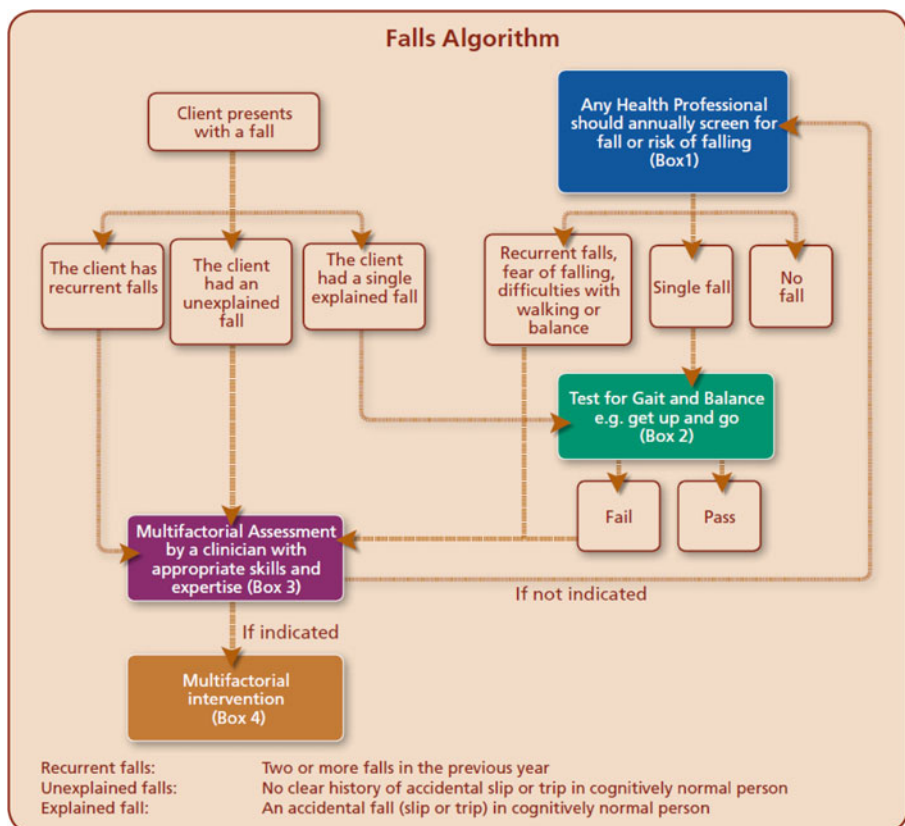 Falls Algorithm
Client presents
with a fall
Any Health Professional
should annually screen for
fall or risk of falling
(Box1)
The client has
recurrent falls
The client
had an
unexplained
fall
The client
had a single
explained fall
Recurrent falls,
fear of falling,
difficulties with
walking or
balance
Single fall
No
fall
Test for Gait and Balance
e.g. get up and go
(Box 2)
Fail
Pass
Multifactorial Assessment
by a clinician with
appropriate skills and
expertise (Box 3)
If not indicated
If indicated
Multifactorial
intervention
(Box 4)
Recurrent falls: Two or more falls in the previous year
Unexplained falls: No clear history of accidental slip or trip in cognitively normal person
Explained fall: An accidental fall (slip or trip) in cognitively normal person